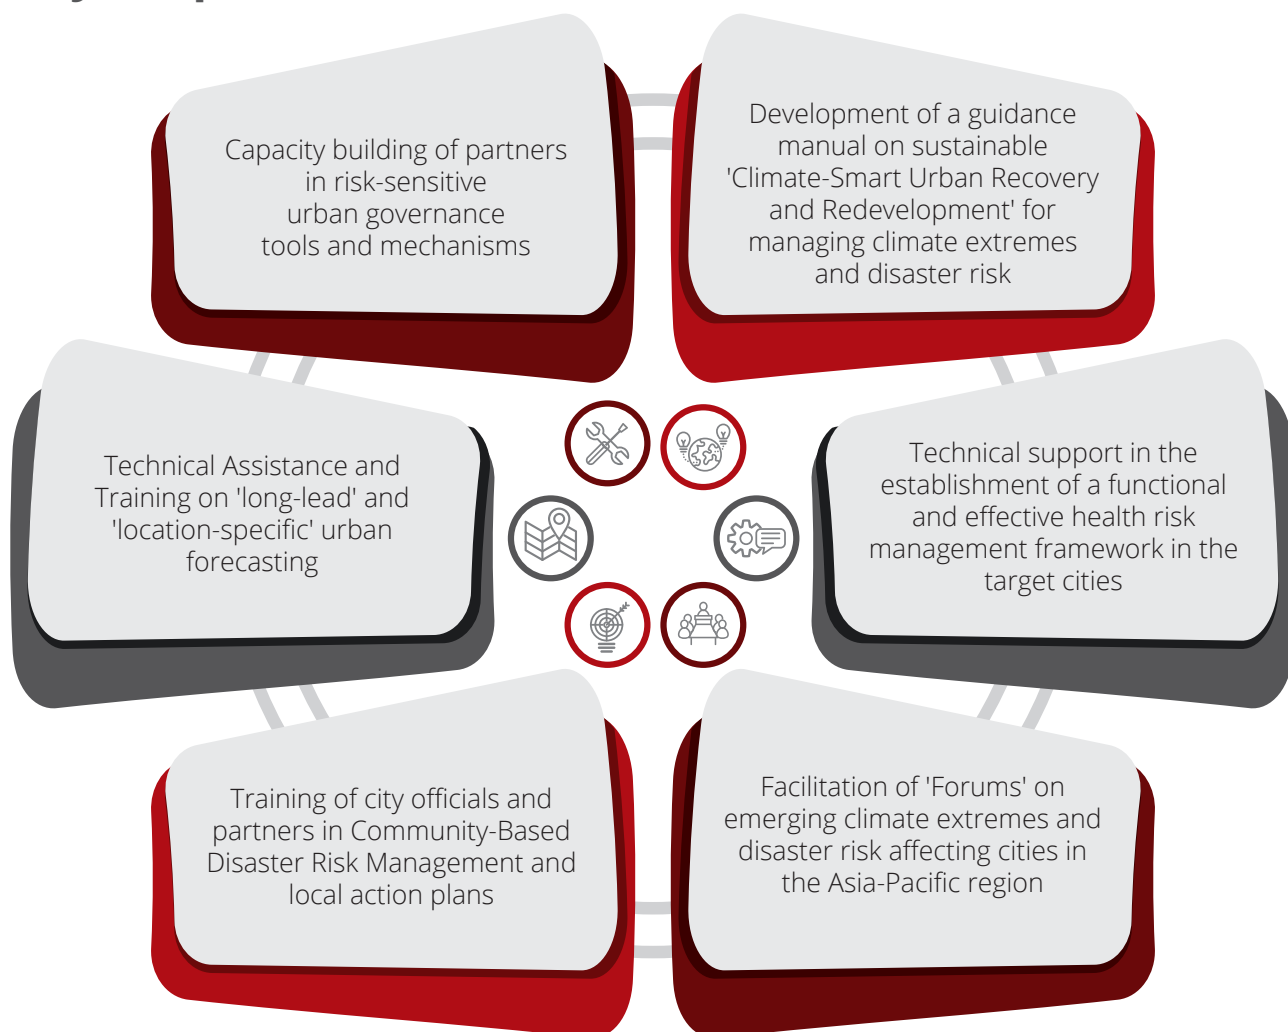 Capacity building of partners
in risk-sensitive
urban governance
tools and mechanisms
Development of a guidance
manual on sustainable
'Climate-Smart Urban Recovery
and Redevelopment' for
managing climate extremes
and disaster risk
Technical Assistance and
Training on 'long-lead' and
'location-specific' urban
forecasting
Technical support in the
establishment of a functional
and effective health risk
management framework in the
target cities
Training of city officials and
partners in Community-Based
Disaster Risk Management and
local action plans
Facilitation of 'Forums' on
emerging climate extremes and
disaster risk affecting cities in
the Asia-Pacific region